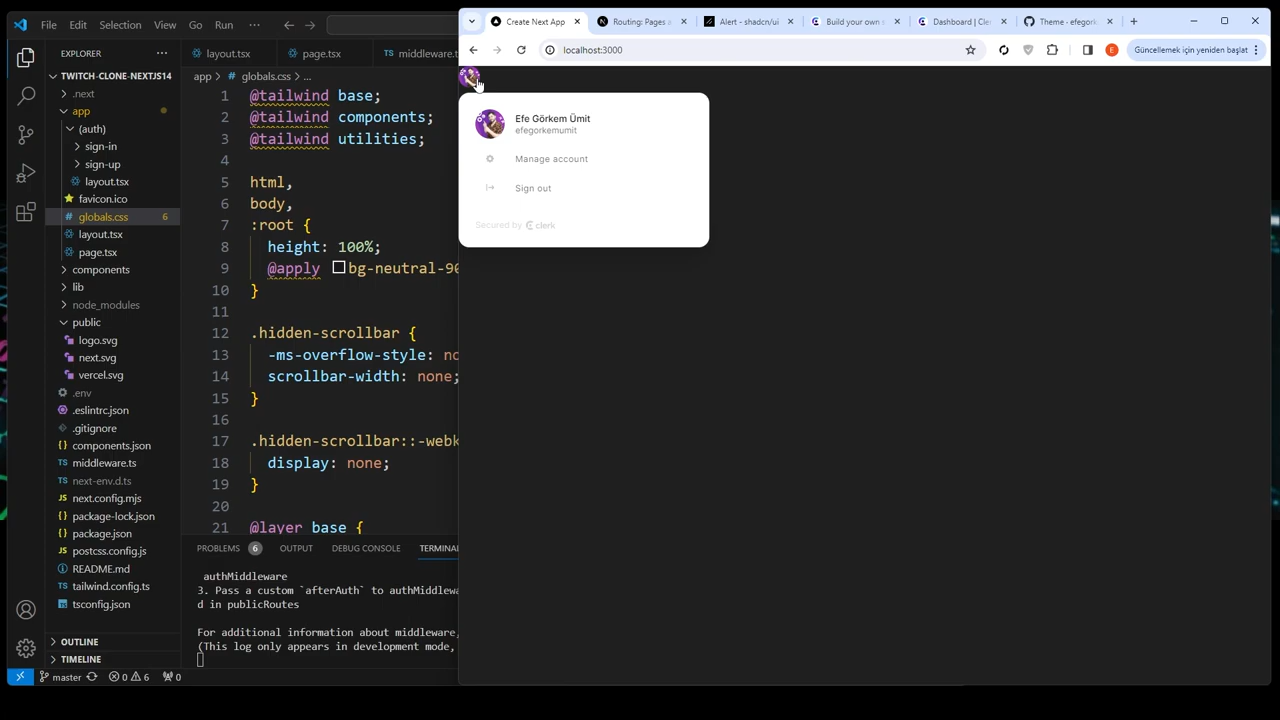 File Edit Selection View Go Run ···
EXPLORER ···
TWITCH-CLONE-NEXTJS14
.next
app
(auth)
sign-in
sign-up
layout.tsx
favicon.ico
globals.css 6
layout.tsx
page.tsx
components
lib
node_modules
public
logo.svg
next.svg
vercel.svg
.env
.eslintrc.json
.gitignore
components.json
middleware.ts
next-env.d.ts
next.config.mjs
package-lock.json
package.json
postcss.config.js
README.md
tailwind.config.ts
tsconfig.json
OUTLINE
TIMELINE
master 0 6 0
layout.tsx page.tsx middleware.t
app > # globals.css > ...
1 @tailwind base;
2 @tailwind components;
3 @tailwind utilities;
4
5 html,
6 body,
7 :root {
8 height: 100%;
9 @apply bg-neutral-90
10 }
11
12 .hidden-scrollbar {
13 -ms-overflow-style: no
14 scrollbar-width: none;
15 }
16
17 .hidden-scrollbar::-webk
18 display: none;
19 }
20
21 @layer base {
PROBLEMS 6 OUTPUT DEBUG CONSOLE TERMINAL
authMiddleware
3. Pass a custom `afterAuth` to authMiddlewa
d in publicRoutes
For additional information about middleware,
(This log only appears in development mode,
Create Next App
Routing: Pages a
Alert - shadcn/ui
Build your own s
Dashboard | Cler
Theme · efegork
localhost:3000
E
Güncellemek için yeniden başlat
Efe Görkem Ümit
efegorkemumit
Manage account
Sign out
Secured by clerk